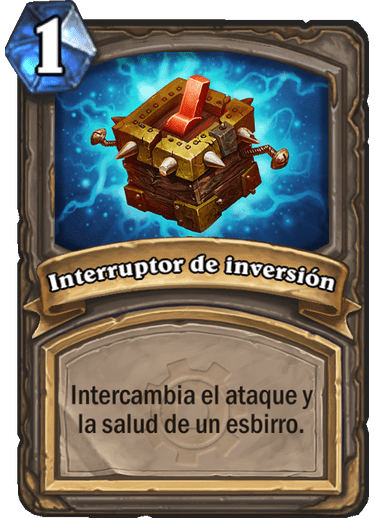 1
Interruptor de inversión
Intercambia el ataque y
la salud de un esbirro.